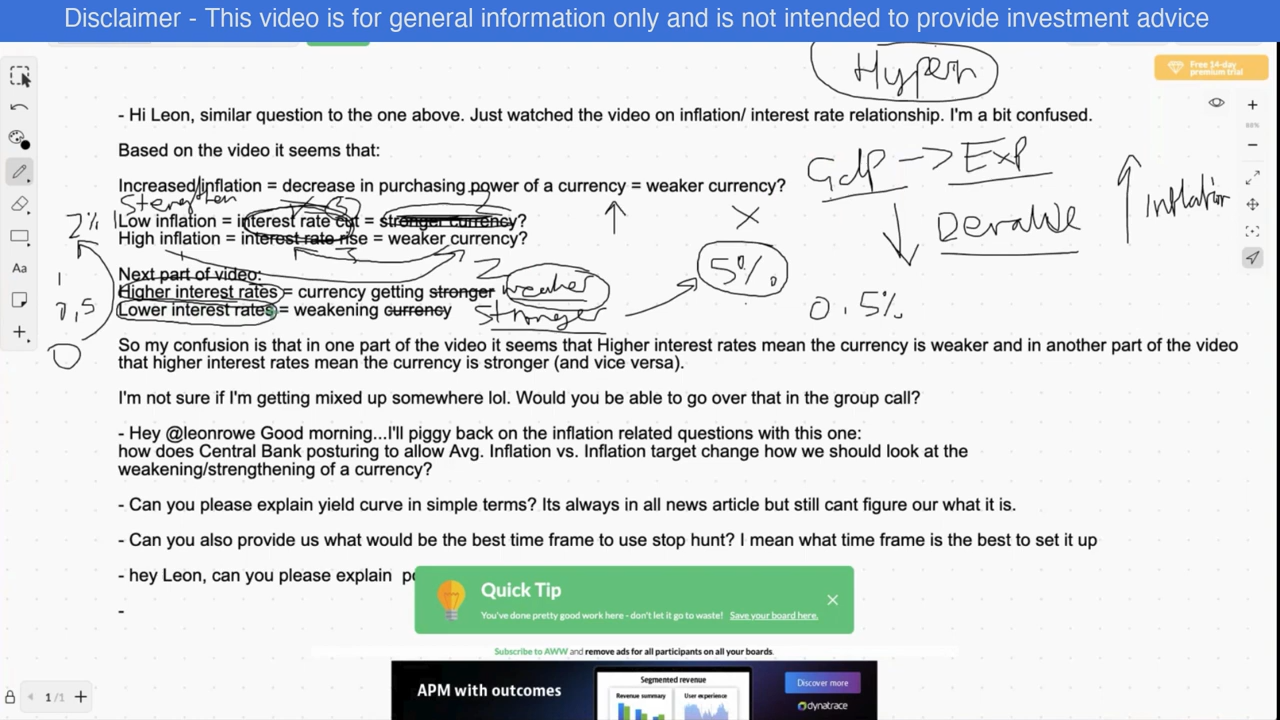 Disclaimer - This video is for general information only and is not intended to provide investment advice
Hypen
Free 14-day
premium trial
- Hi Leon, similar question to the one above. Just watched the video on inflation/ interest rate relationship. I'm a bit confused.
88%
Based on the video it seems that:
GdP → Exp
Increased inflation = decrease in purchasing power of a currency = weaker currency?
Inflation
Strengthen
2%
Low inflation = interest rate cut = stronger currency?
Devalue
High inflation = interest rate rise = weaker currency?
Next part of video:
5%
1
Higher interest rates = currency getting stronger weaker
0,5
Lower interest rates = weakening currency stronger
0.5%
0
So my confusion is that in one part of the video it seems that Higher interest rates mean the currency is weaker and in another part of the video
that higher interest rates mean the currency is stronger (and vice versa).
I'm not sure if I'm getting mixed up somewhere lol. Would you be able to go over that in the group call?
- Hey @leonrowe Good morning...I'll piggy back on the inflation related questions with this one:
how does Central Bank posturing to allow Avg. Inflation vs. Inflation target change how we should look at the
weakening/strengthening of a currency?
- Can you please explain yield curve in simple terms? Its always in all news article but still cant figure our what it is.
- Can you also provide us what would be the best time frame to use stop hunt? I mean what time frame is the best to set it up
- hey Leon, can you please explain
Quick Tip
You've done pretty good work here - don't let it go to waste! Save your board here.
-
Subscribe to AWW and remove ads for all participants on all your boards.
APM with outcomes
Segmented revenue
Revenue summary
User experience
Discover more
dynatrace
1/1
Aa